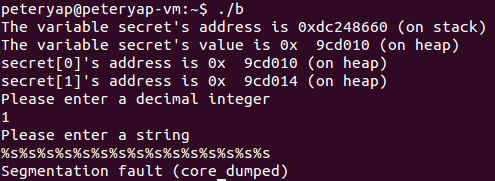 peteryap@peteryap-vm:~$ ./b
The variable secret's address is 0xdc248660 (on stack)
The variable secret's value is 0x  9cd010 (on heap)
secret[0]'s address is 0x  9cd010 (on heap)
secret[1]'s address is 0x  9cd014 (on heap)
Please enter a decimal integer
1
Please enter a string
%s%s%s%s%s%s%s%s%s%s%s%s%s%s%s
Segmentation fault (core dumped)